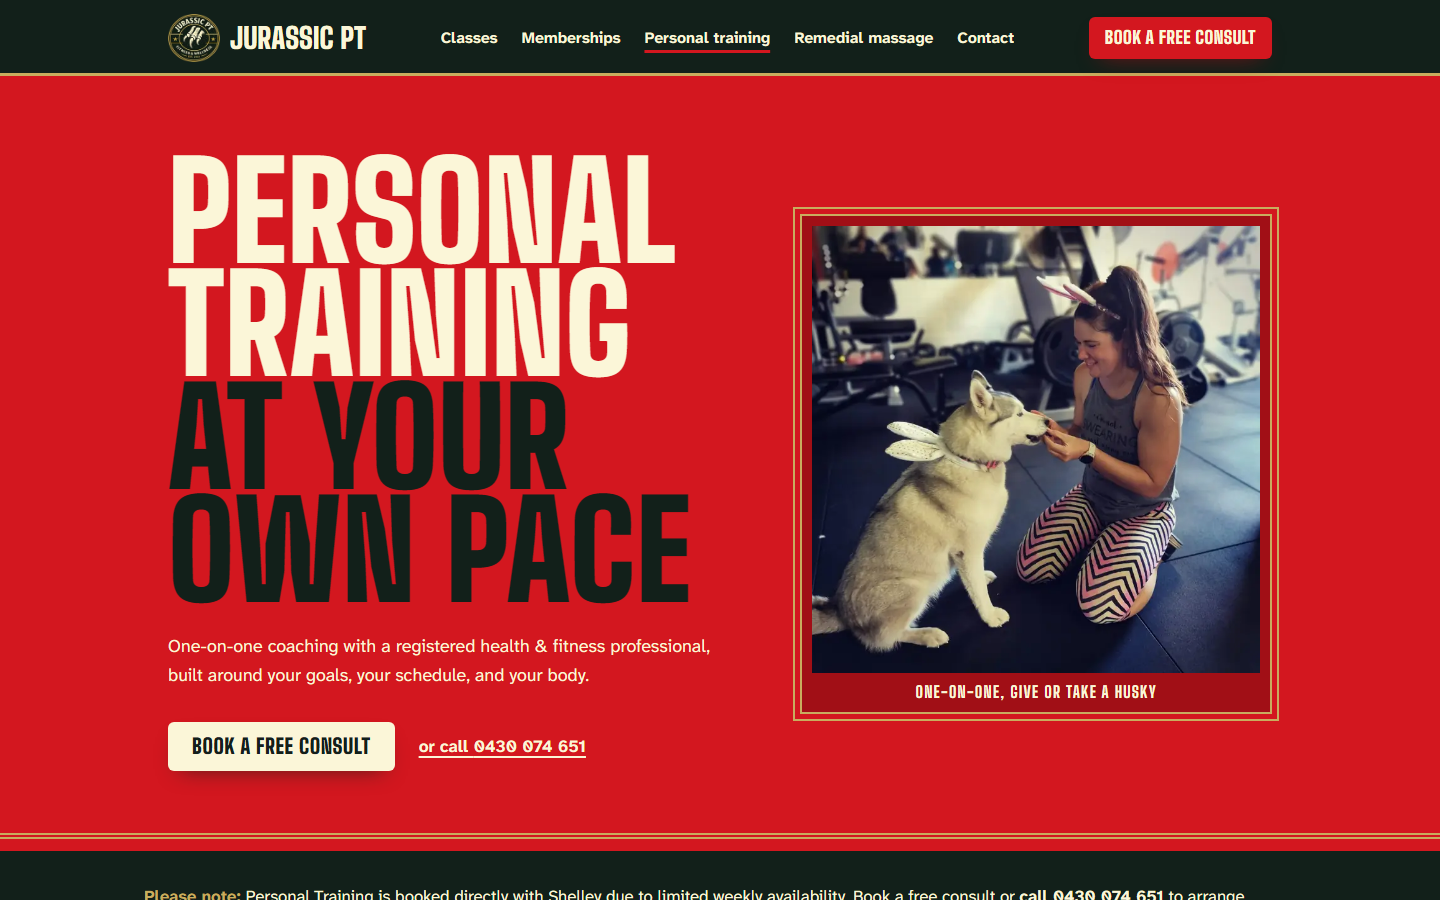 JURASSIC PT
JURASSIC PT
Classes
Memberships
Personal training
Remedial massage
Contact
BOOK A FREE CONSULT
PERSONAL
TRAINING
AT YOUR
OWN PACE
One-on-one coaching with a registered health & fitness professional,
built around your goals, your schedule, and your body.
BOOK A FREE CONSULT
or call 0430 074 651
ONE-ON-ONE, GIVE OR TAKE A HUSKY
Please note: Personal Training is booked directly with Shelley due to limited weekly availability. Book a free consult or call 0430 074 651 to arrange